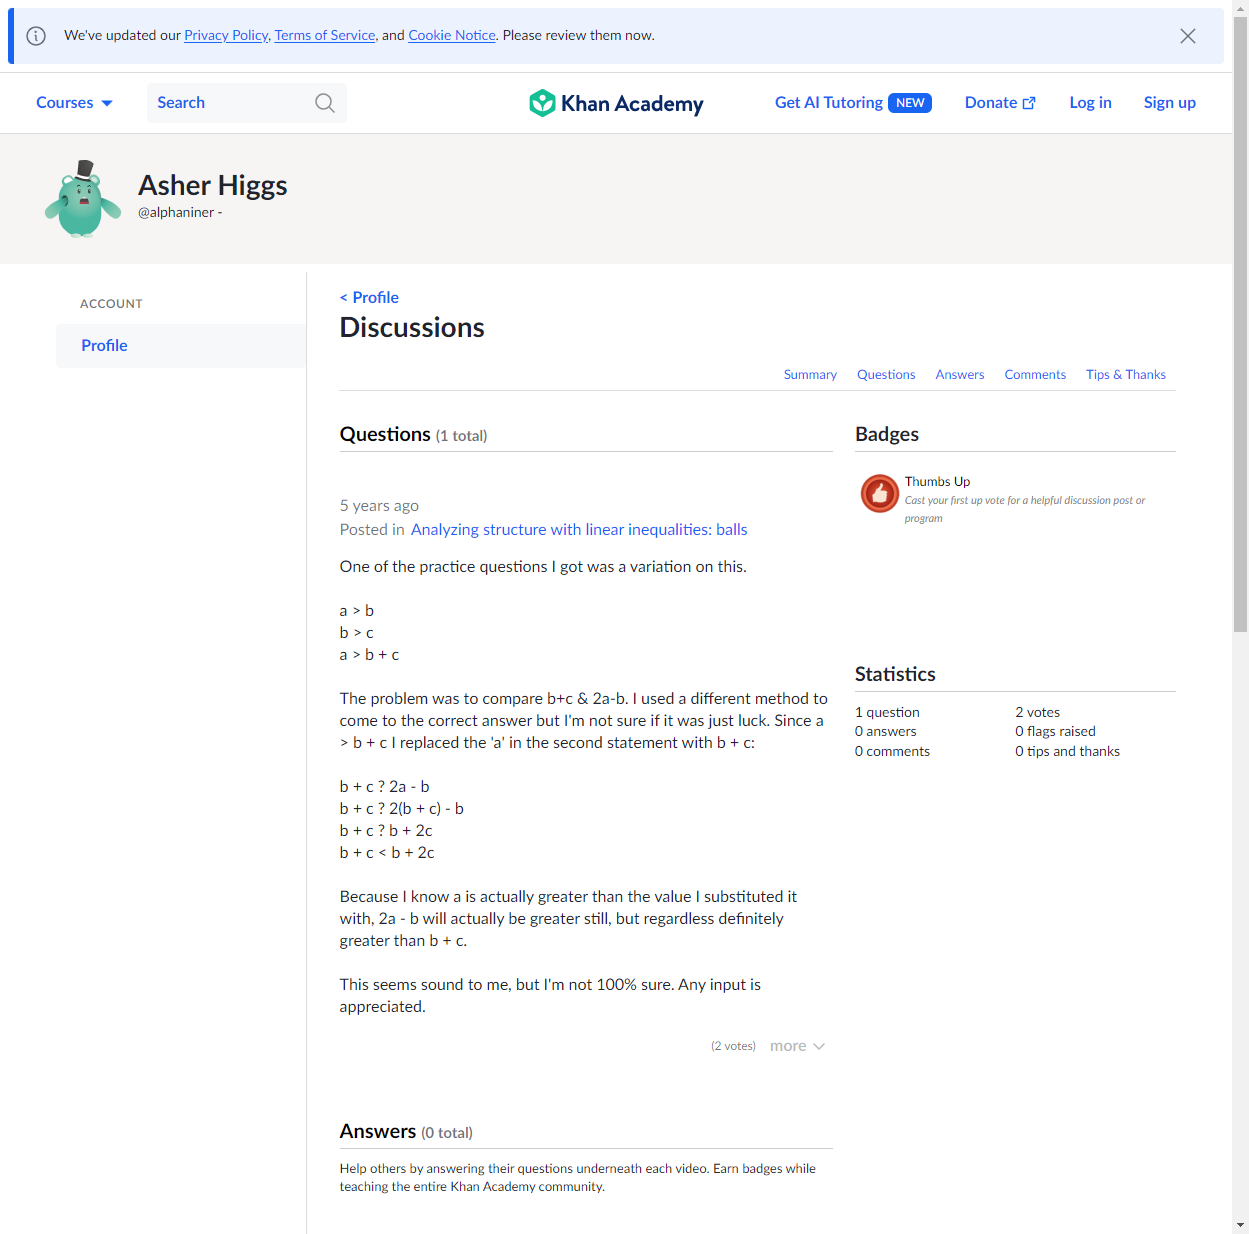 We've updated our Privacy Policy, Terms of Service, and Cookie Notice. Please review them now.
Courses
Search
Khan Academy
Get AI Tutoring NEW
Donate
Log in
Sign up
Asher Higgs
@alphaniner -
ACCOUNT
Profile
< Profile
Discussions
Summary
Questions
Answers
Comments
Tips & Thanks
Questions (1 total)
5 years ago
Posted in Analyzing structure with linear inequalities: balls
One of the practice questions I got was a variation on this.
a > b
b > c
a > b + c
The problem was to compare b+c & 2a-b. I used a different method to
come to the correct answer but I'm not sure if it was just luck. Since a
> b + c I replaced the 'a' in the second statement with b + c:
b + c ? 2a - b
b + c ? 2(b + c) - b
b + c ? b + 2c
b + c < b + 2c
Because I know a is actually greater than the value I substituted it
with, 2a - b will actually be greater still, but regardless definitely
greater than b + c.
This seems sound to me, but I'm not 100% sure. Any input is
appreciated.
(2 votes)
more
Answers (0 total)
Help others by answering their questions underneath each video. Earn badges while
teaching the entire Khan Academy community.
Badges
Thumbs Up
Cast your first up vote for a helpful discussion post or
program
Statistics
1 question
2 votes
0 answers
0 flags raised
0 comments
0 tips and thanks